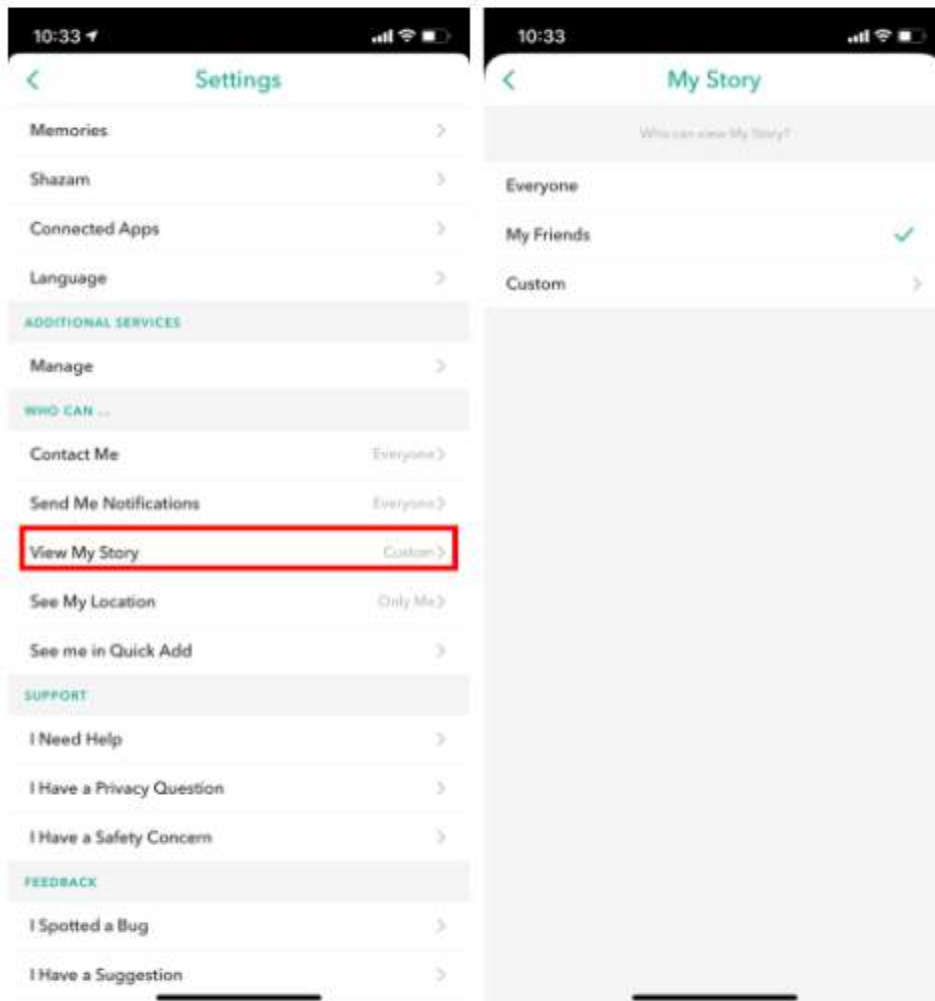 10:33
Settings
Memories
Shazam
Connected Apps
Language
ADDITIONAL SERVICES
Manage
WHO CAN ...
Contact Me Everyone
Send Me Notifications Everyone
View My Story Custom
See My Location Only Me
See me in Quick Add
SUPPORT
I Need Help
I Have a Privacy Question
I Have a Safety Concern
FEEDBACK
I Spotted a Bug
I Have a Suggestion
10:33
My Story
Who can view My Story?
Everyone
My Friends
Custom